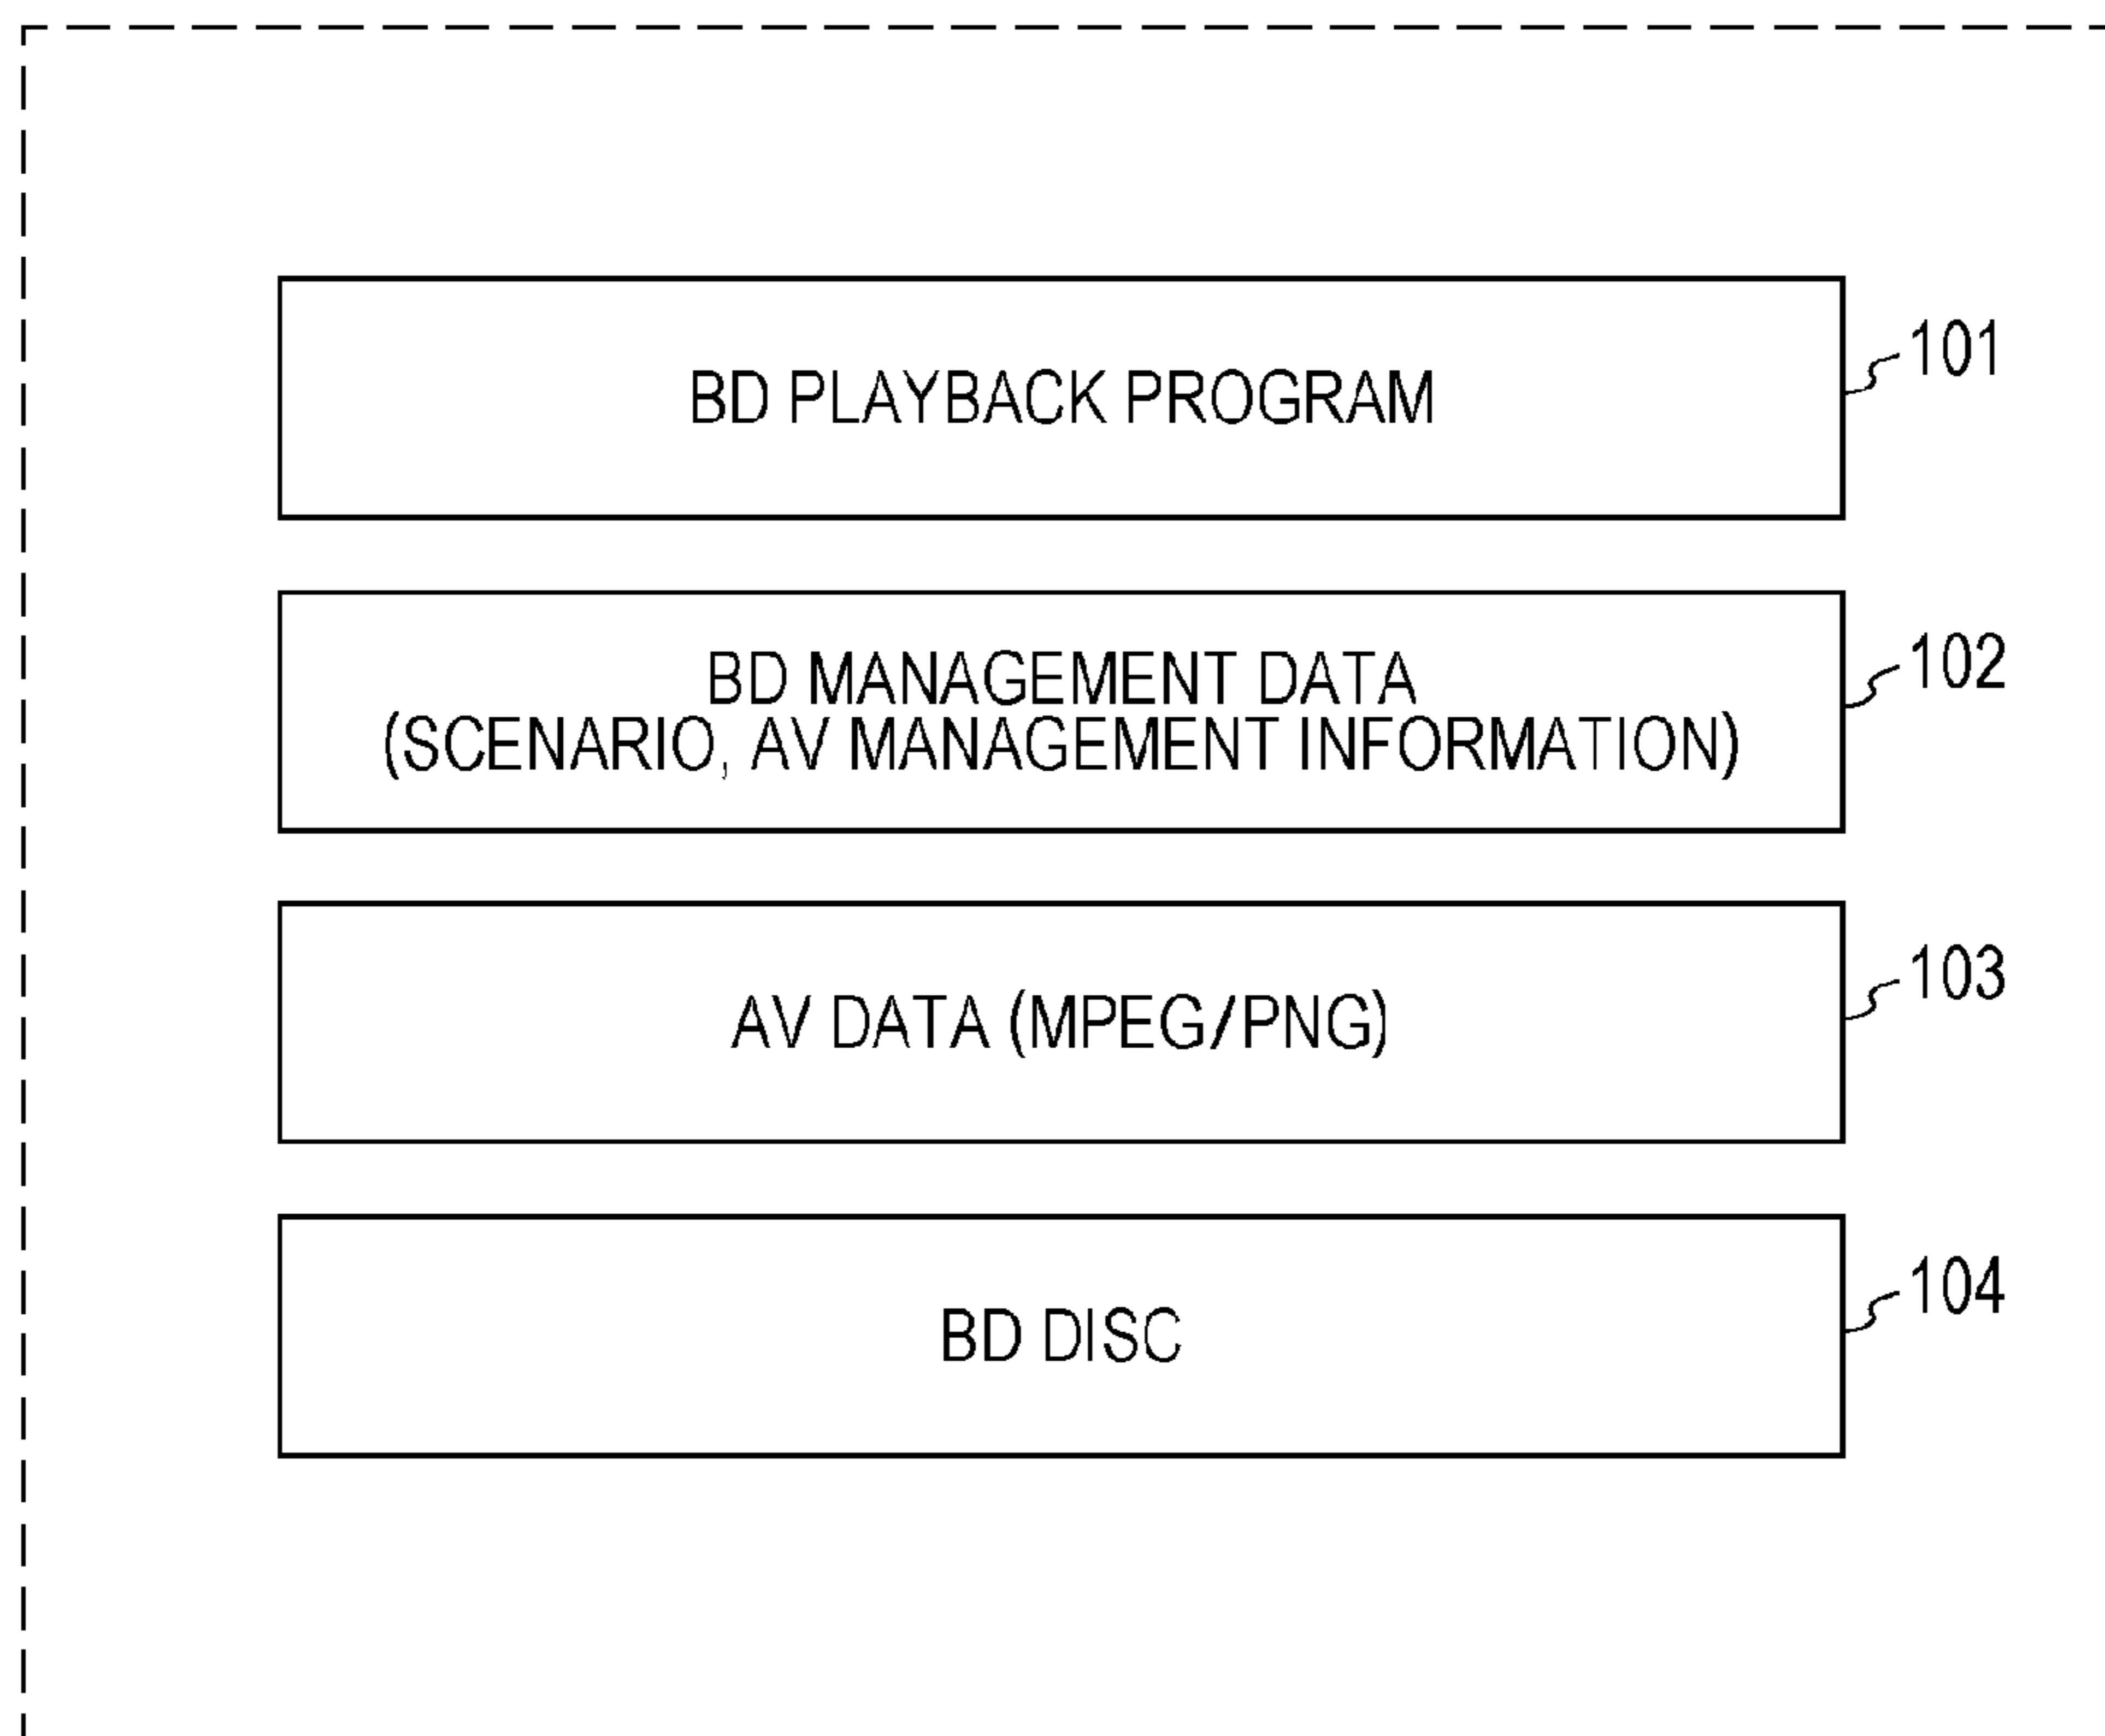 BD PLAYBACK PROGRAM
101
BD MANAGEMENT DATA
(SCENARIO, AV MANAGEMENT INFORMATION)
102
AV DATA (MPEG/PNG)
103
BD DISC
104